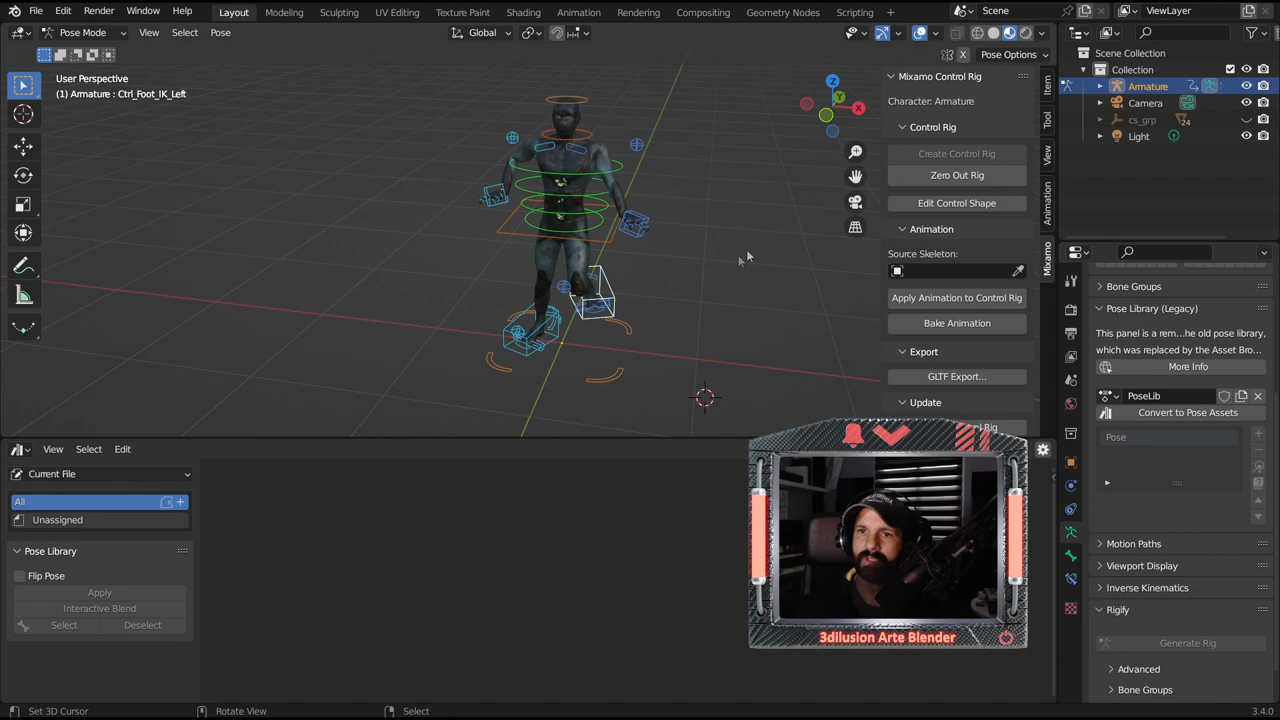 File Edit Render Window Help Layout Modeling Sculpting UV Editing Texture Paint Shading Animation Rendering Compositing Geometry Nodes Scripting + Scene ViewLayer
Pose Mode View Select Pose Global
X Pose Options
User Perspective
(1) Armature : Ctrl_Foot_IK_Left
Z
Y
X
Mixamo Control Rig
Character: Armature
Control Rig
Create Control Rig
Zero Out Rig
Edit Control Shape
Animation
Source Skeleton:
Apply Animation to Control Rig
Bake Animation
Export
GLTF Export...
Update
Item
Tool
View
Animation
Mixamo
Scene Collection
Collection
Armature
Camera
cs_grp 24
Light
Bone Groups
Pose Library (Legacy)
This panel is a rem...he old pose library,
which was replaced by the Asset Bro...
More Info
PoseLib
Convert to Pose Assets
Pose
Motion Paths
Viewport Display
Inverse Kinematics
Rigify
Generate Rig
Advanced
Bone Groups
View Select Edit
Current File
All
Unassigned
Pose Library
Flip Pose
Apply
Interactive Blend
Select Deselect
3dilusion Arte Blender
Set 3D Cursor Rotate View Select 3.4.0